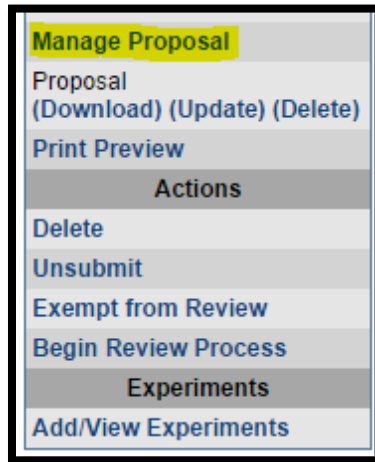 Manage Proposal
Proposal
(Download) (Update) (Delete)
Print Preview
Actions
Delete
Unsubmit
Exempt from Review
Begin Review Process
Experiments
Add/View Experiments